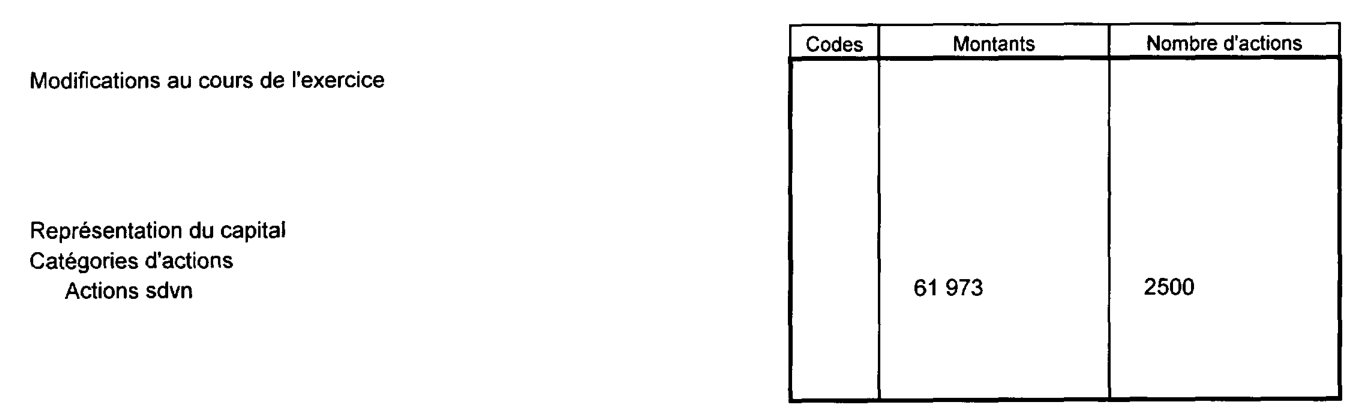 Codes Montants Nombre d'actions
Modifications au cours de l'exercice
Représentation du capital
Catégories d'actions
Actions sdvn 61 973 2500